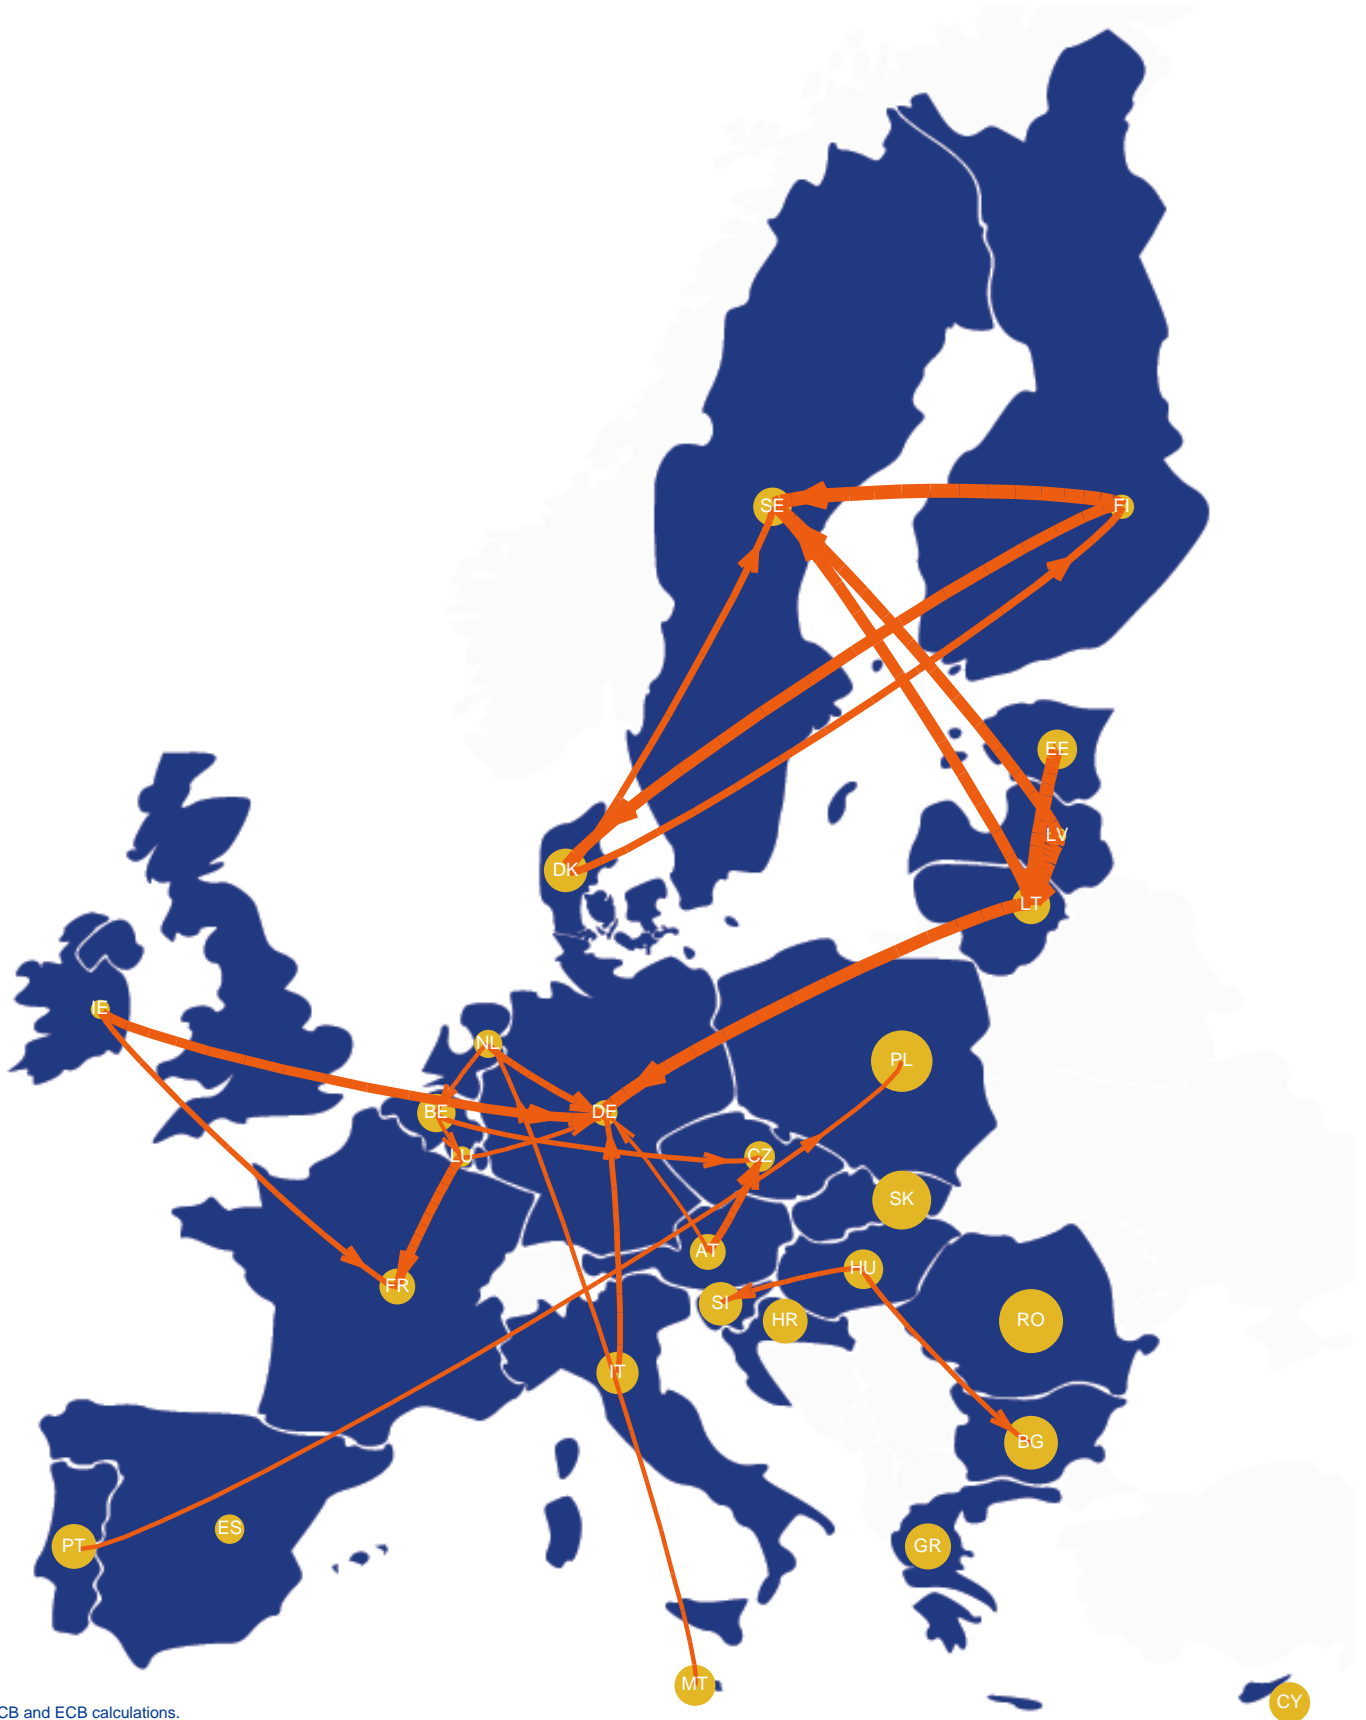 SE
FI
EE
LV
DK
LT
IE
NL
PL
BE
DE
LU
CZ
SK
AT
HU
FR
SI
HR
RO
IT
BG
ES
PT
GR
MT
CY
CB and ECB calculations.